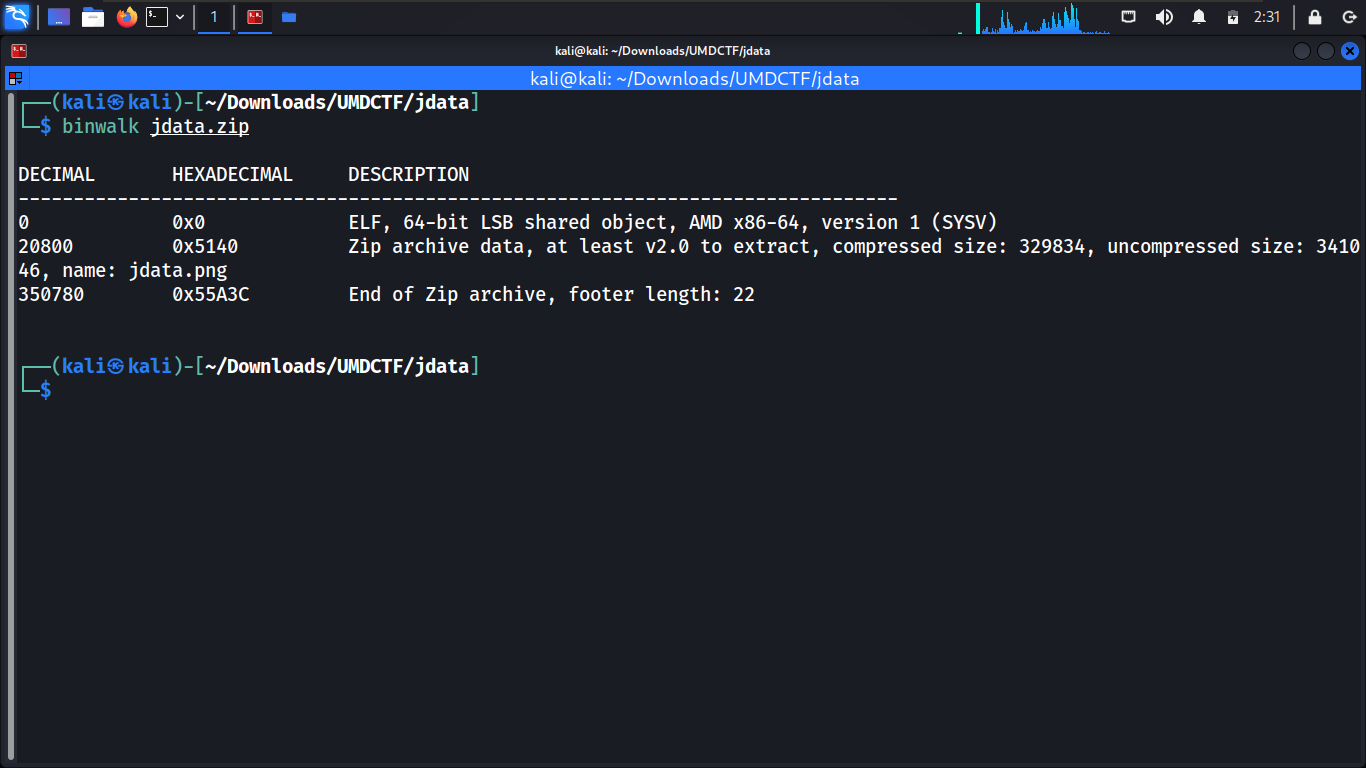 1
2:31
kali@kali: ~/Downloads/UMDCTF/jdata
kali@kali: ~/Downloads/UMDCTF/jdata
┌──(kali㉿kali)-[~/Downloads/UMDCTF/jdata]
└─$ binwalk jdata.zip
DECIMAL       HEXADECIMAL     DESCRIPTION
--------------------------------------------------------------------------------
0             0x0             ELF, 64-bit LSB shared object, AMD x86-64, version 1 (SYSV)
20800         0x5140          Zip archive data, at least v2.0 to extract, compressed size: 329834, uncompressed size: 3410
46, name: jdata.png
350780        0x55A3C         End of Zip archive, footer length: 22
┌──(kali㉿kali)-[~/Downloads/UMDCTF/jdata]
└─$